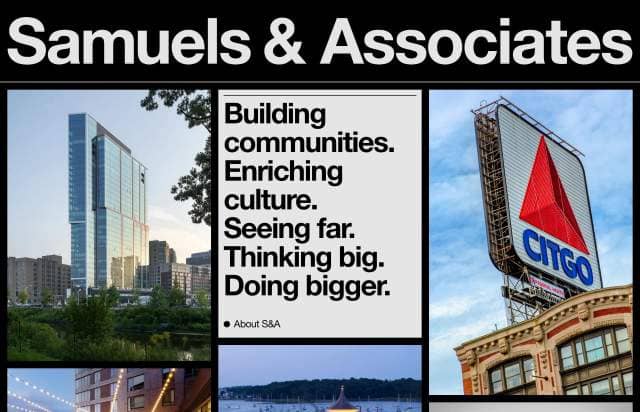 Samuels & Associates
Building
communities.
Enriching
culture.
Seeing far.
Thinking big.
Doing bigger.
About S&A
CITGO